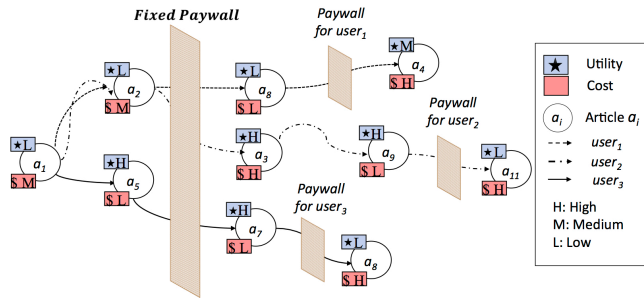 Fixed Paywall
Paywall
for user₁
Paywall
for user₂
Paywall
for user₃
★L
a₁
$ M
★L
a₂
$ M
★H
a₅
$ L
★L
a₈
$ L
★M
a₄
$ H
★H
a₃
$ H
★H
a₉
$ L
★L
a₁₁
$ H
★H
a₇
$ L
★L
a₈
$ H
★ Utility
$ Cost
aᵢ Article aᵢ
user₁
user₂
user₃
H: High
M: Medium
L: Low